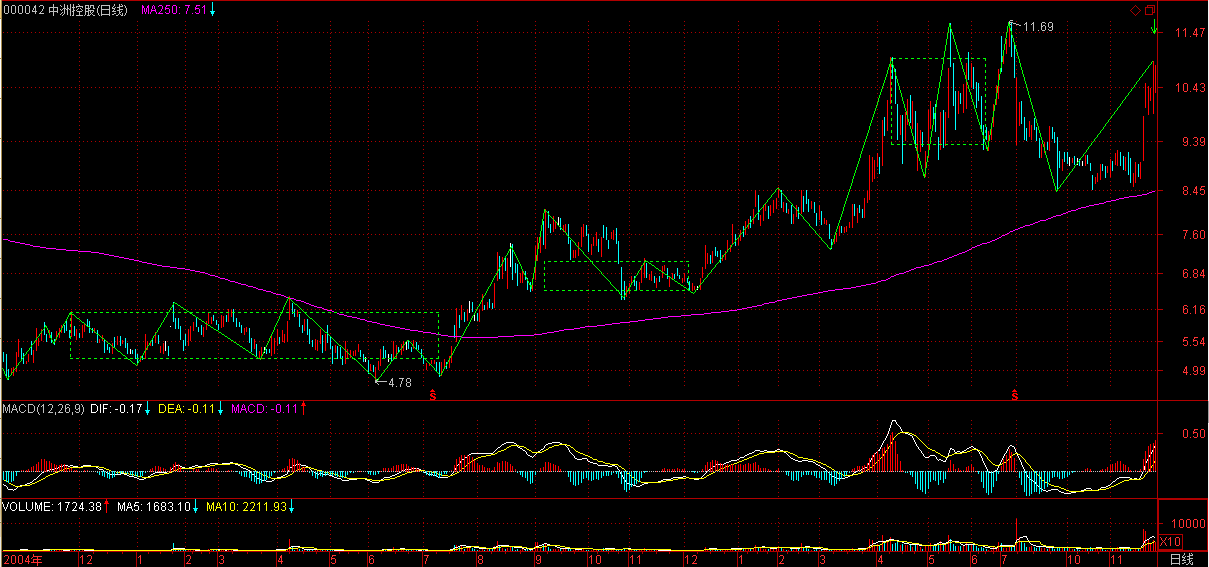 000042 中洲控股(日线) MA250: 7.51↓
11.69
11.47
10.43
9.39
8.45
7.60
6.84
6.16
5.54
4.99
4.78
S S
MACD(12,26,9) DIF: -0.17↓ DEA: -0.11↓ MACD: -0.11↑
0.50
VOLUME: 1724.38↑ MA5: 1683.10↓ MA10: 2211.93↓
10000
X10
2004年 12 1 2 3 4 5 6 7 8 9 10 11 12 1 2 3 4 5 6 7 10 11 日线